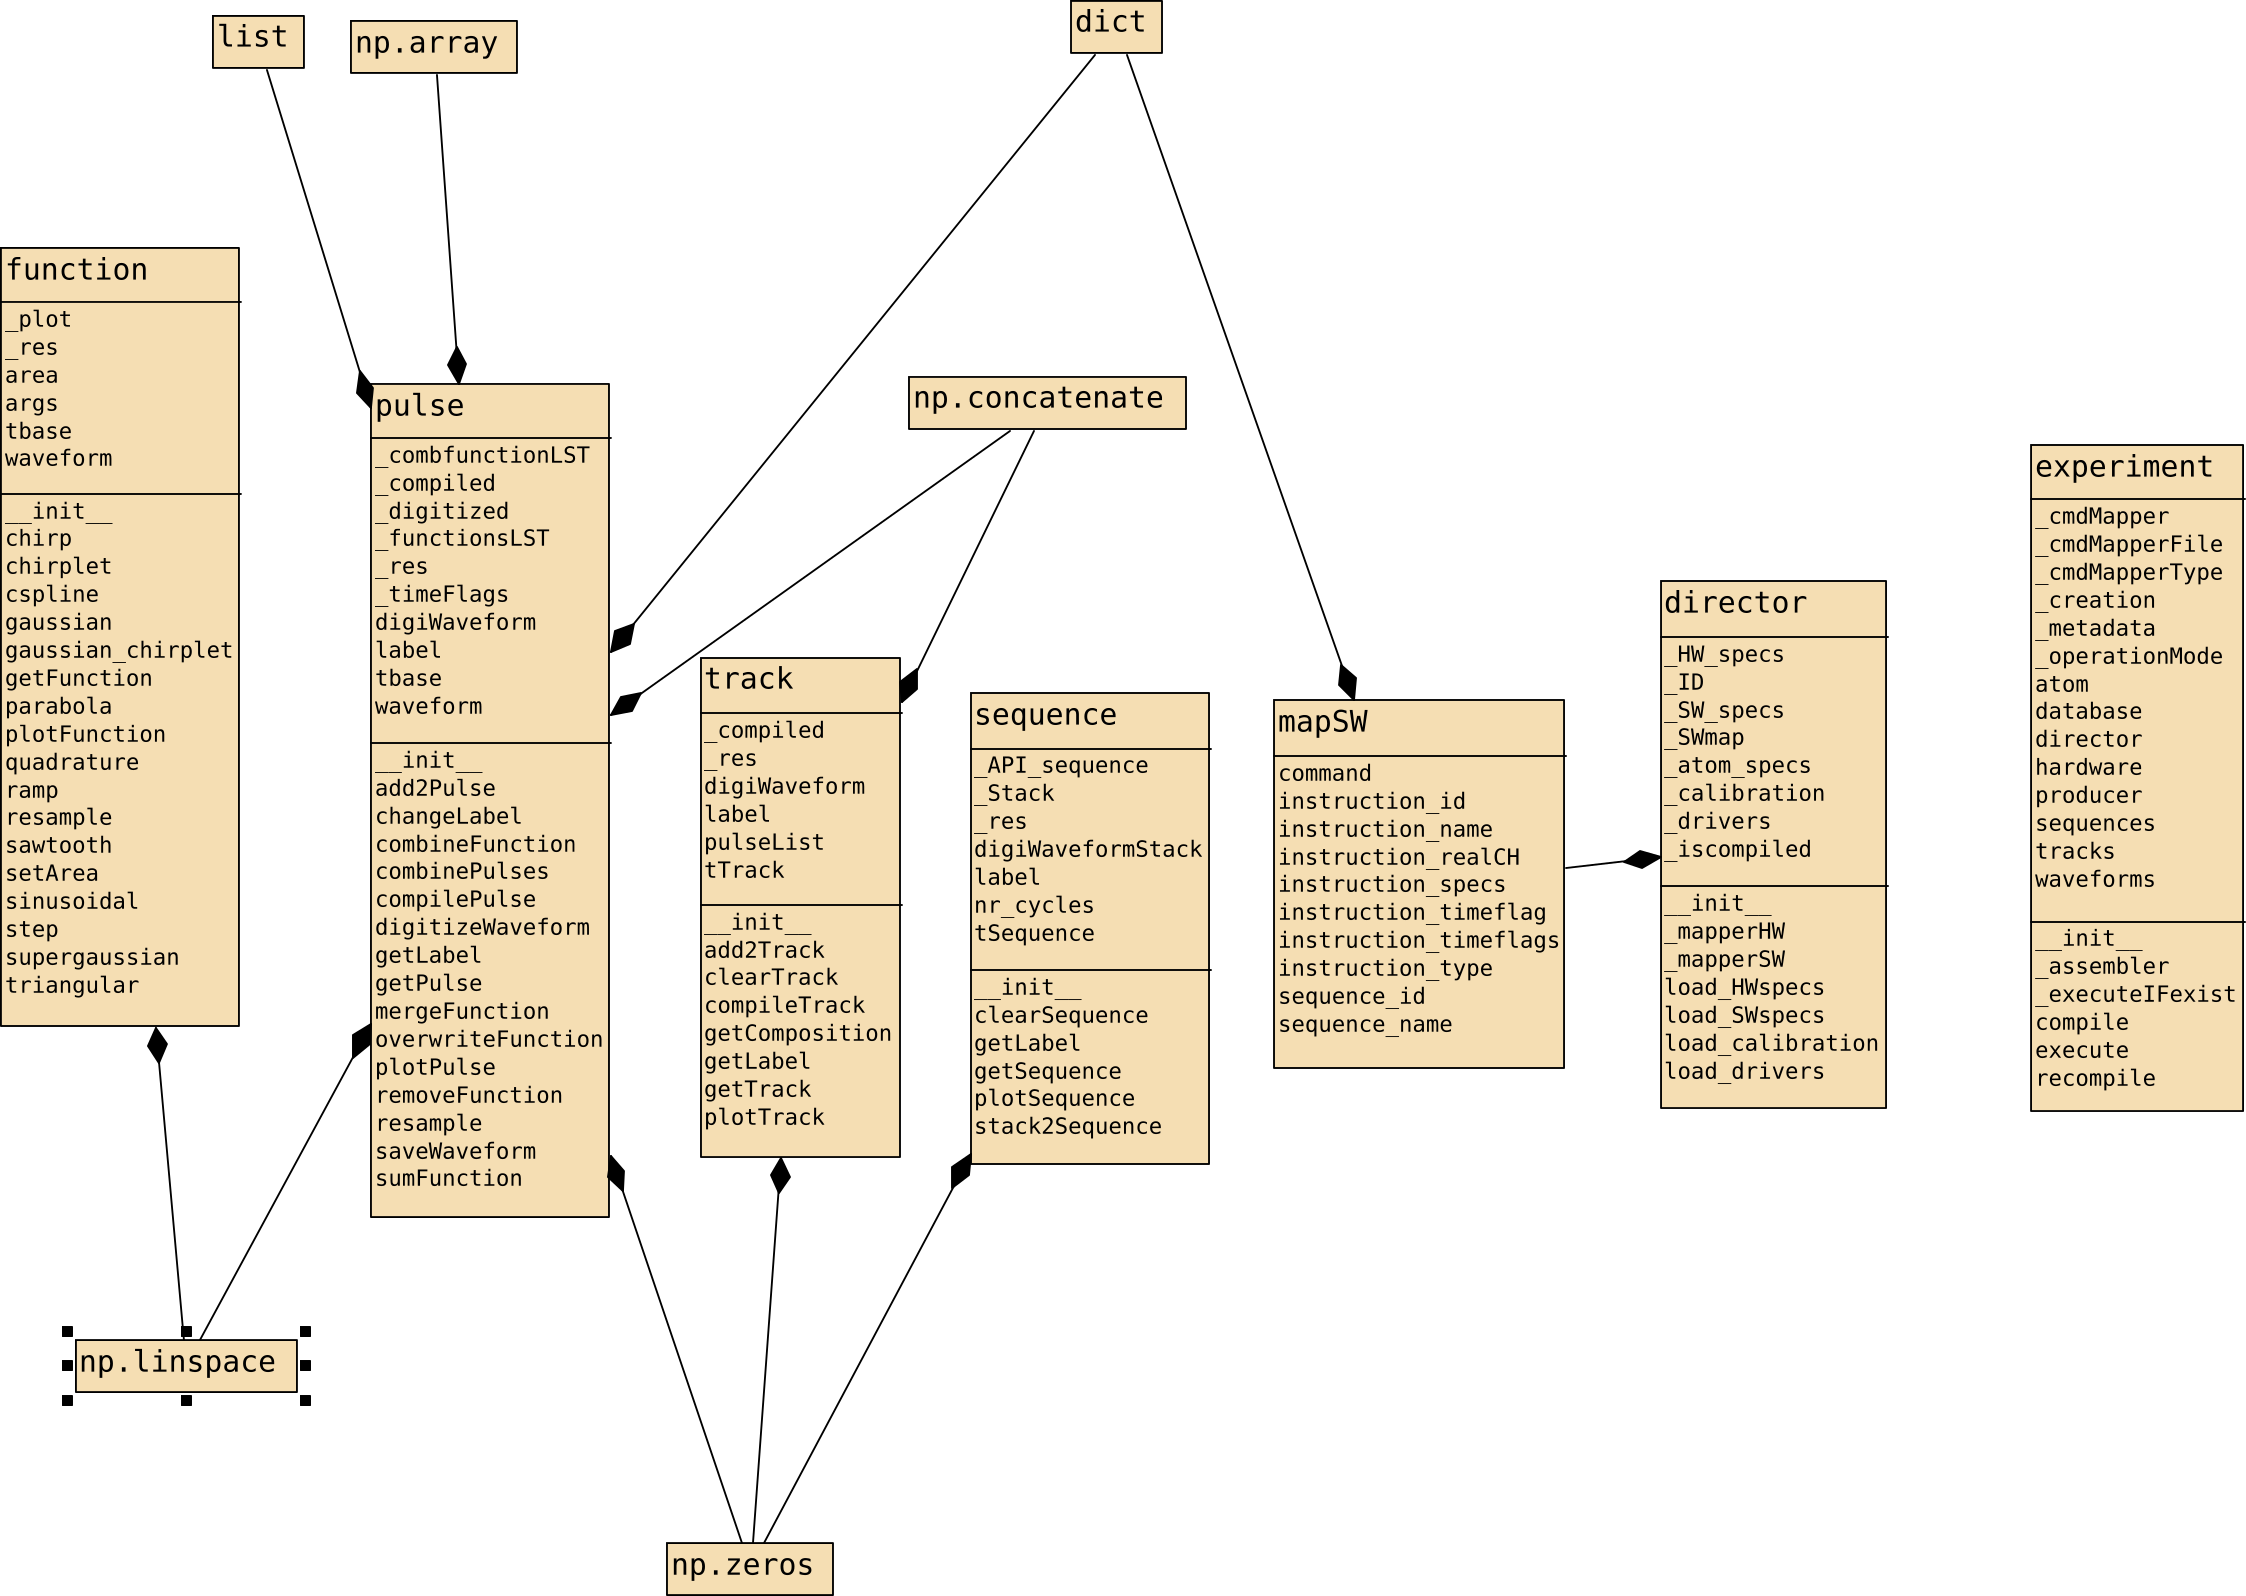 list
np.array
dict
function
_plot
_res
area
args
tbase
waveform
__init__
chirp
chirplet
cspline
gaussian
gaussian_chirplet
getFunction
parabola
plotFunction
quadrature
ramp
resample
sawtooth
setArea
sinusoidal
step
supergaussian
triangular
pulse
_combfunctionLST
_compiled
_digitized
_functionsLST
_res
_timeFlags
digiWaveform
label
tbase
waveform
__init__
add2Pulse
changeLabel
combineFunction
combinePulses
compilePulse
digitizeWaveform
getLabel
getPulse
mergeFunction
overwriteFunction
plotPulse
removeFunction
resample
saveWaveform
sumFunction
np.concatenate
track
_compiled
_res
digiWaveform
label
pulseList
tTrack
__init__
add2Track
clearTrack
compileTrack
getComposition
getLabel
getTrack
plotTrack
sequence
_API_sequence
_Stack
_res
digiWaveformStack
label
nr_cycles
tSequence
__init__
clearSequence
getLabel
getSequence
plotSequence
stack2Sequence
mapSW
command
instruction_id
instruction_name
instruction_realCH
instruction_specs
instruction_timeflag
instruction_timeflags
instruction_type
sequence_id
sequence_name
director
_HW_specs
_ID
_SW_specs
_SWmap
_atom_specs
_calibration
_drivers
_iscompiled
__init__
_mapperHW
_mapperSW
load_HWspecs
load_SWspecs
load_calibration
load_drivers
experiment
_cmdMapper
_cmdMapperFile
_cmdMapperType
_creation
_metadata
_operationMode
atom
database
director
hardware
producer
sequences
tracks
waveforms
__init__
_assembler
_executeIFexist
compile
execute
recompile
np.linspace
np.zeros